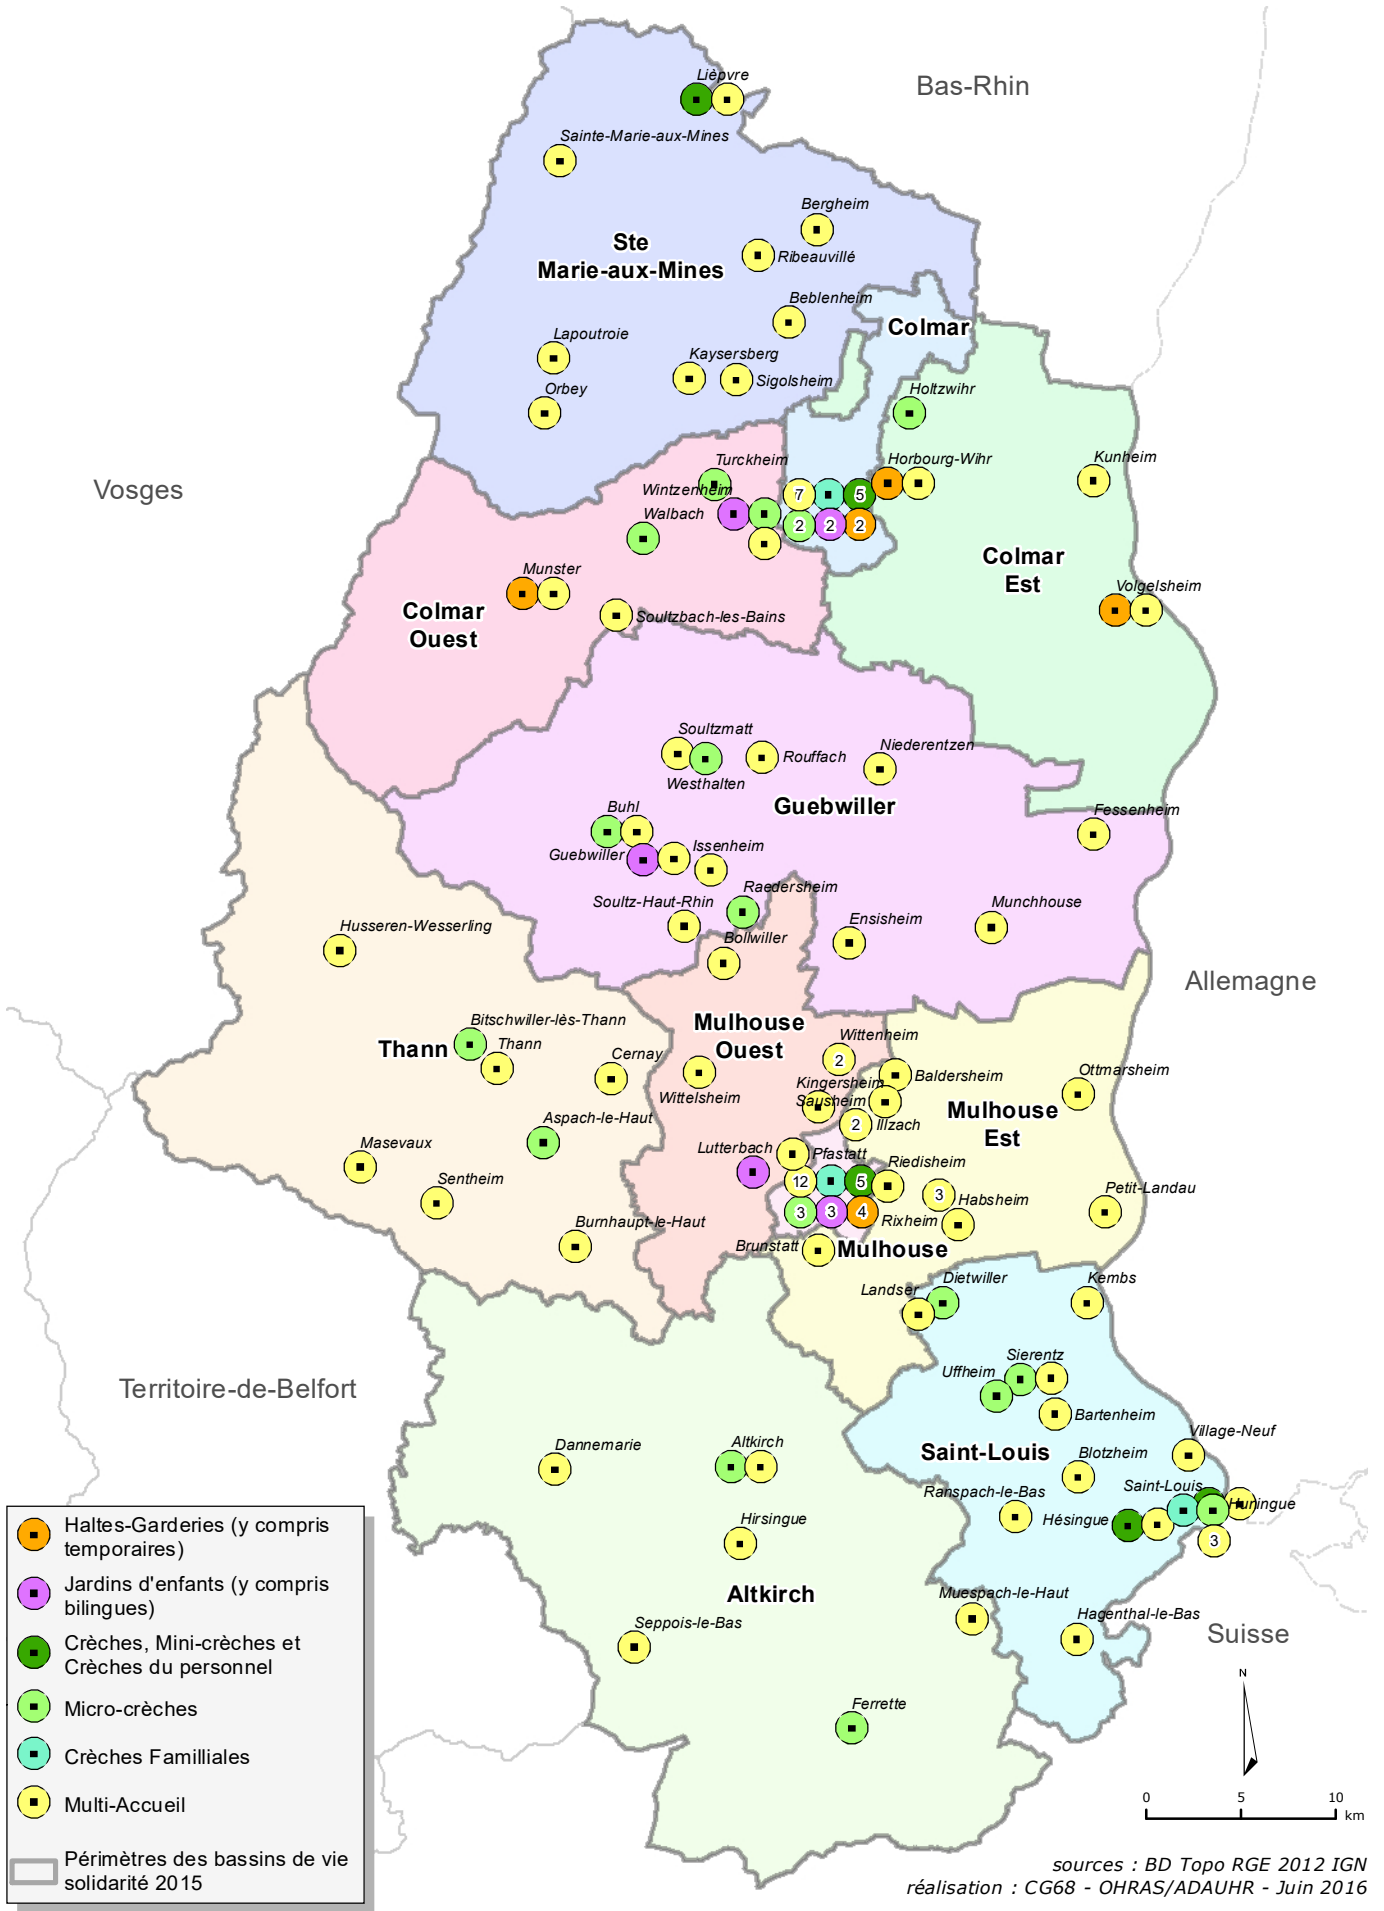 Lièpvre
Bas-Rhin
Sainte-Marie-aux-Mines
Bergheim
Ste
Marie-aux-Mines
Ribeauvillé
Beblenheim
Colmar
Lapoutroie
Kaysersberg
Sigolsheim
Orbey
Holtzwihr
Vosges
Turckheim
Horbourg-Wihr
Kunheim
Wintzenheim
7
5
Walbach
2
2
2
Colmar
Est
Munster
Volgelsheim
Colmar
Ouest
Soultzbach-les-Bains
Soultzmatt
Rouffach
Niederentzen
Westhalten
Guebwiller
Buhl
Fessenheim
Guebwiller
Issenheim
Raedersheim
Soultz-Haut-Rhin
Munchhouse
Ensisheim
Husseren-Wesserling
Bollwiller
Allemagne
Bitschwiller-lès-Thann
Mulhouse
Ouest
Wittenheim
Thann
Thann
Cernay
2
Baldersheim
Ottmarsheim
Kingersheim
Wittelsheim
Sausheim
Mulhouse
Est
Aspach-le-Haut
2
Illzach
Masevaux
Lutterbach
Pfastatt
Riedisheim
Sentheim
12
5
3
Habsheim
Petit-Landau
3
3
4
Rixheim
Burnhaupt-le-Haut
Brunstatt
Mulhouse
Dietwiller
Kembs
Landser
Sierentz
Uffheim
Territoire-de-Belfort
Bartenheim
Village-Neuf
Dannemarie
Altkirch
Saint-Louis
Blotzheim
Ranspach-le-Bas
Saint-Louis
Huningue
Hésingue
3
Hirsingue
Altkirch
Muespach-le-Haut
Hagenthal-le-Bas
Seppois-le-Bas
Suisse
Ferrette
Haltes-Garderies (y compris
temporaires)
Jardins d'enfants (y compris
bilingues)
Crèches, Mini-crèches et
Crèches du personnel
Micro-crèches
Crèches Familliales
Multi-Accueil
Périmètres des bassins de vie
solidarité 2015
N
0 5 10
km
sources : BD Topo RGE 2012 IGN
réalisation : CG68 - OHRAS/ADAUHR - Juin 2016